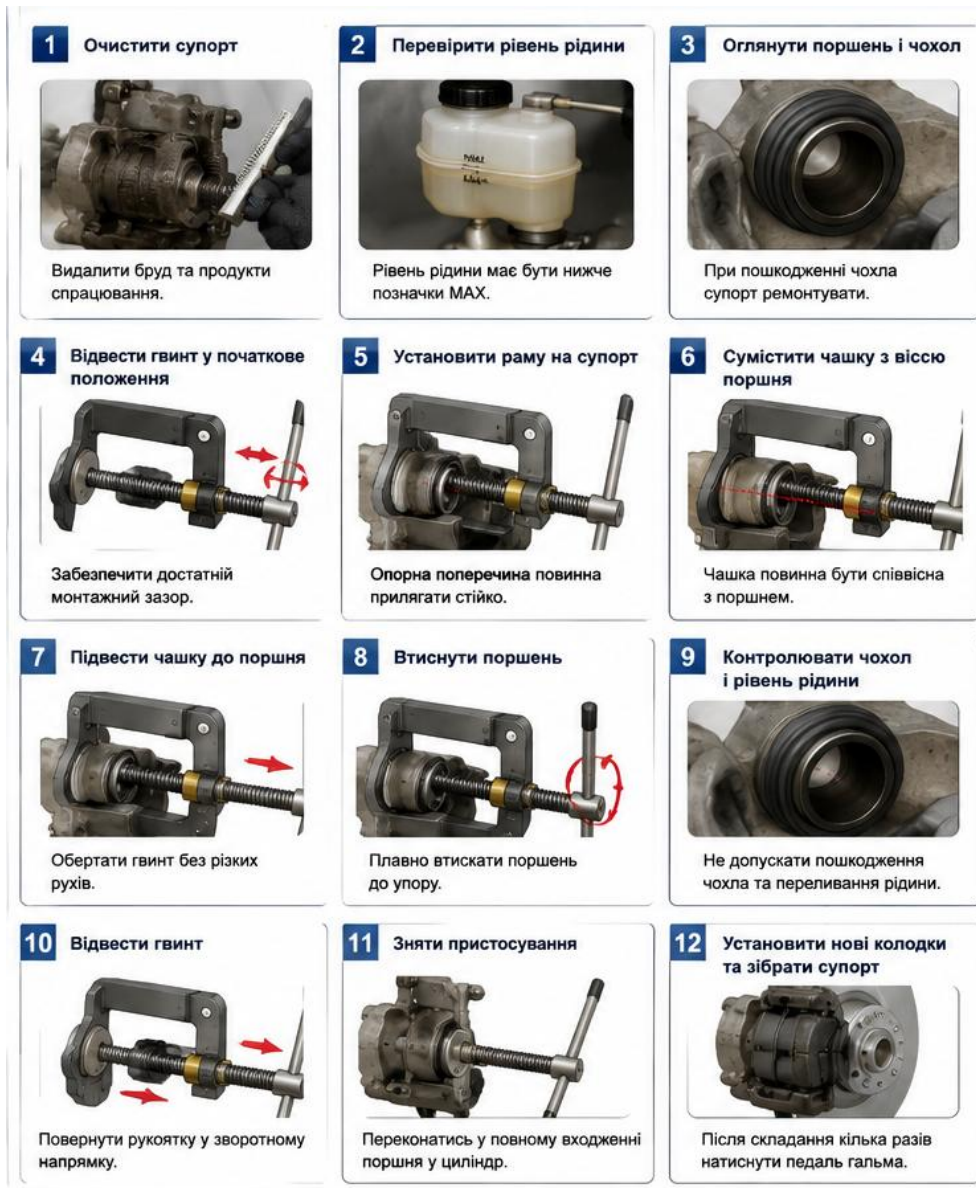 1 Очистити супорт
Видалити бруд та продукти
спрацювання.
2 Перевірити рівень рідини
Рівень рідини має бути нижче
позначки MAX.
3 Оглянути поршень і чохол
При пошкодженні чохла
супорт ремонтувати.
4 Відвести гвинт у початкове
положення
Забезпечити достатній
монтажний зазор.
5 Установити раму на супорт
Опорна поперечина повинна
прилягати стійко.
6 Сумістити чашку з віссю
поршня
Чашка повинна бути співвісна
з поршнем.
7 Підвести чашку до поршня
Обертати гвинт без різких
рухів.
8 Втиснути поршень
Плавно втискати поршень
до упору.
9 Контролювати чохол
і рівень рідини
Не допускати пошкодження
чохла та переливання рідини.
10 Відвести гвинт
Повернути рукоятку у зворотному
напрямку.
11 Зняти пристосування
Переконатись у повному входженні
поршня у циліндр.
12 Установити нові колодки
та зібрати супорт
Після складання кілька разів
натиснути педаль гальма.